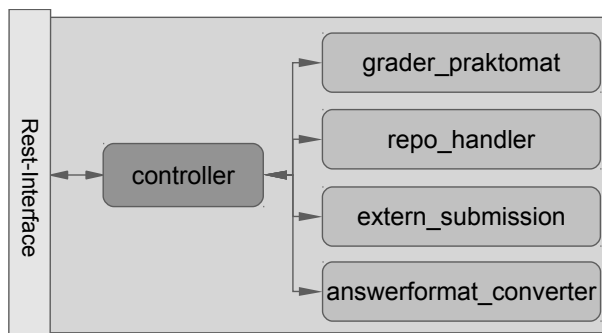 Rest-Interface
controller
grader_praktomat
repo_handler
extern_submission
answerformat_converter